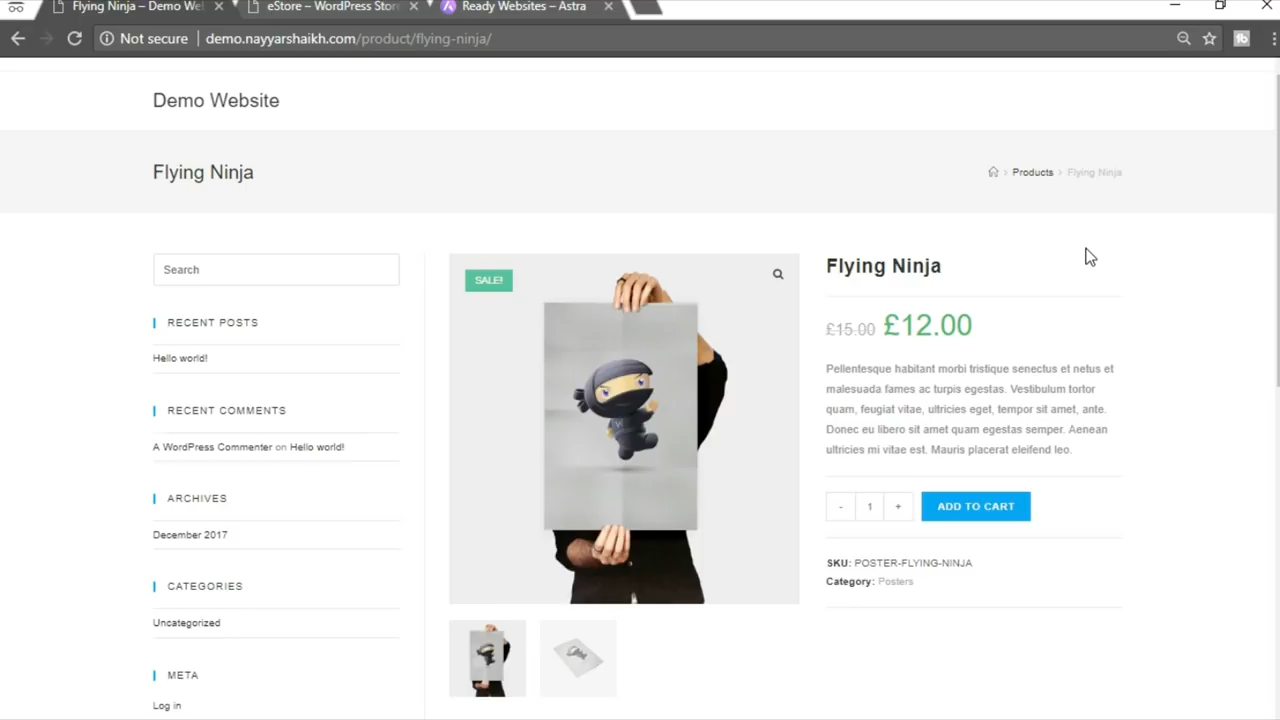 Flying Ninja – Demo Wel
eStore – WordPress Store
Ready Websites – Astra
Not secure
demo.nayyarshaikh.com/product/flying-ninja/
Demo Website
Flying Ninja
Products
Flying Ninja
Search
RECENT POSTS
Hello world!
RECENT COMMENTS
A WordPress Commenter on Hello world!
ARCHIVES
December 2017
CATEGORIES
Uncategorized
META
Log in
SALE!
Flying Ninja
£15.00 £12.00
Pellentesque habitant morbi tristique senectus et netus et
malesuada fames ac turpis egestas. Vestibulum tortor
quam, feugiat vitae, ultricies eget, tempor sit amet, ante.
Donec eu libero sit amet quam egestas semper. Aenean
ultricies mi vitae est. Mauris placerat eleifend leo.
- 1 +
ADD TO CART
SKU: POSTER-FLYING-NINJA
Category: Posters